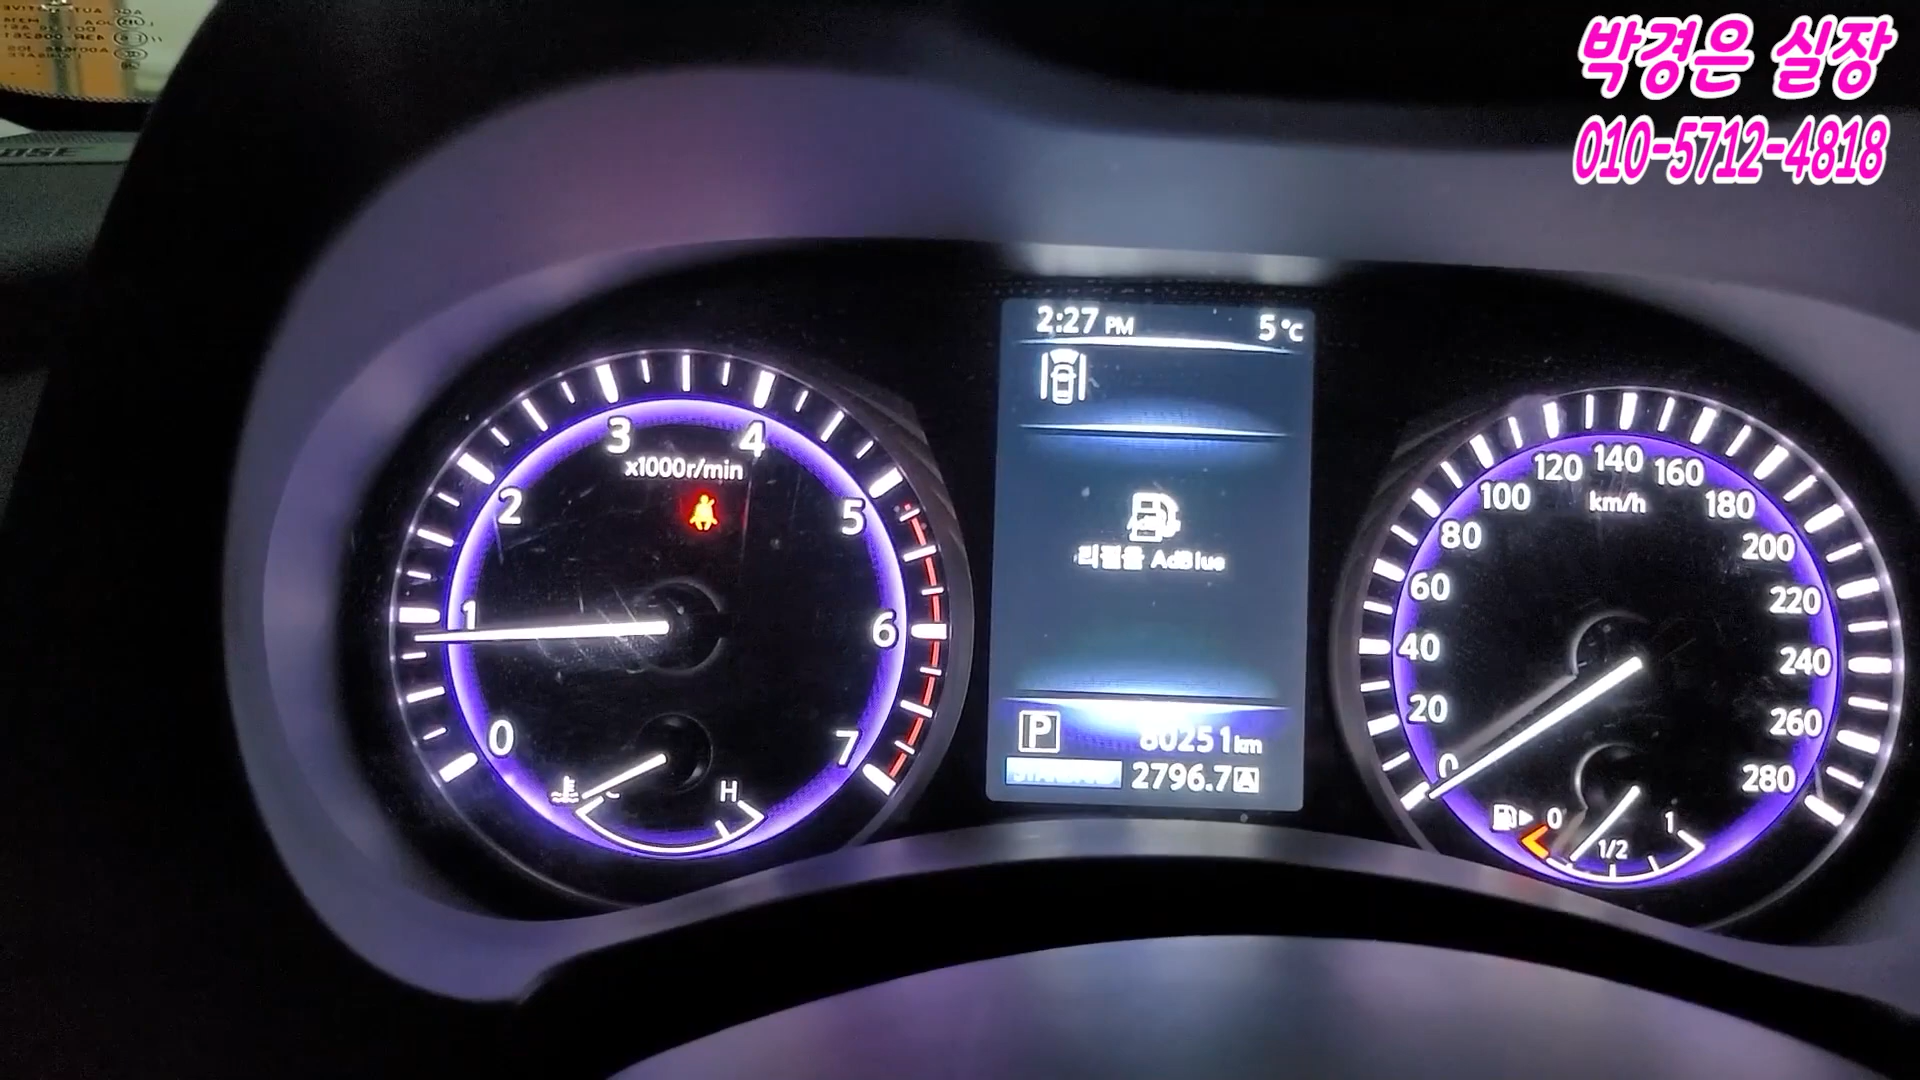 박경은 실장
010-5712-4818
2:27 PM
5°C
x1000r/min
0
1
2
3
4
5
6
7
H
AdBlue
P
80251km
2796.7 A
km/h
0
20
40
60
80
100
120
140
160
180
200
220
240
260
280
0
1/2
1